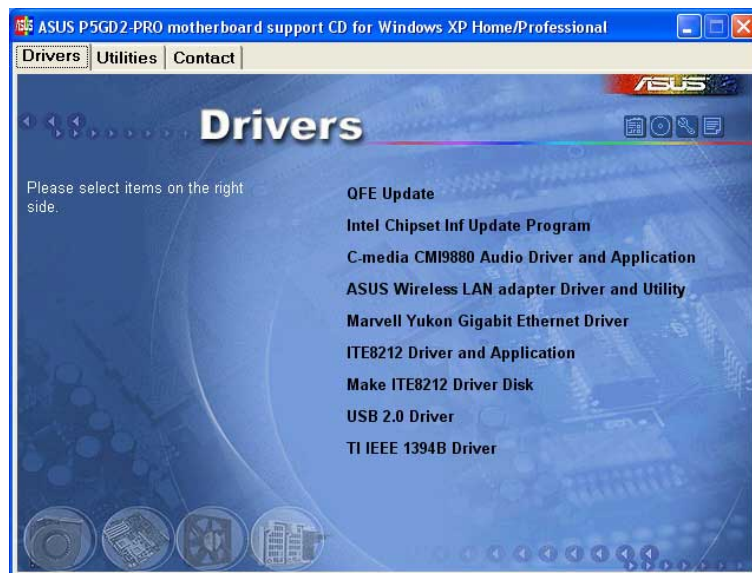 ASUS P5GD2-PRO motherboard support CD for Windows XP Home/Professional
Drivers Utilities Contact
ASUS
Drivers
Please select items on the right
side.
QFE Update
Intel Chipset Inf Update Program
C-media CMI9880 Audio Driver and Application
ASUS Wireless LAN adapter Driver and Utility
Marvell Yukon Gigabit Ethernet Driver
ITE8212 Driver and Application
Make ITE8212 Driver Disk
USB 2.0 Driver
TI IEEE 1394B Driver